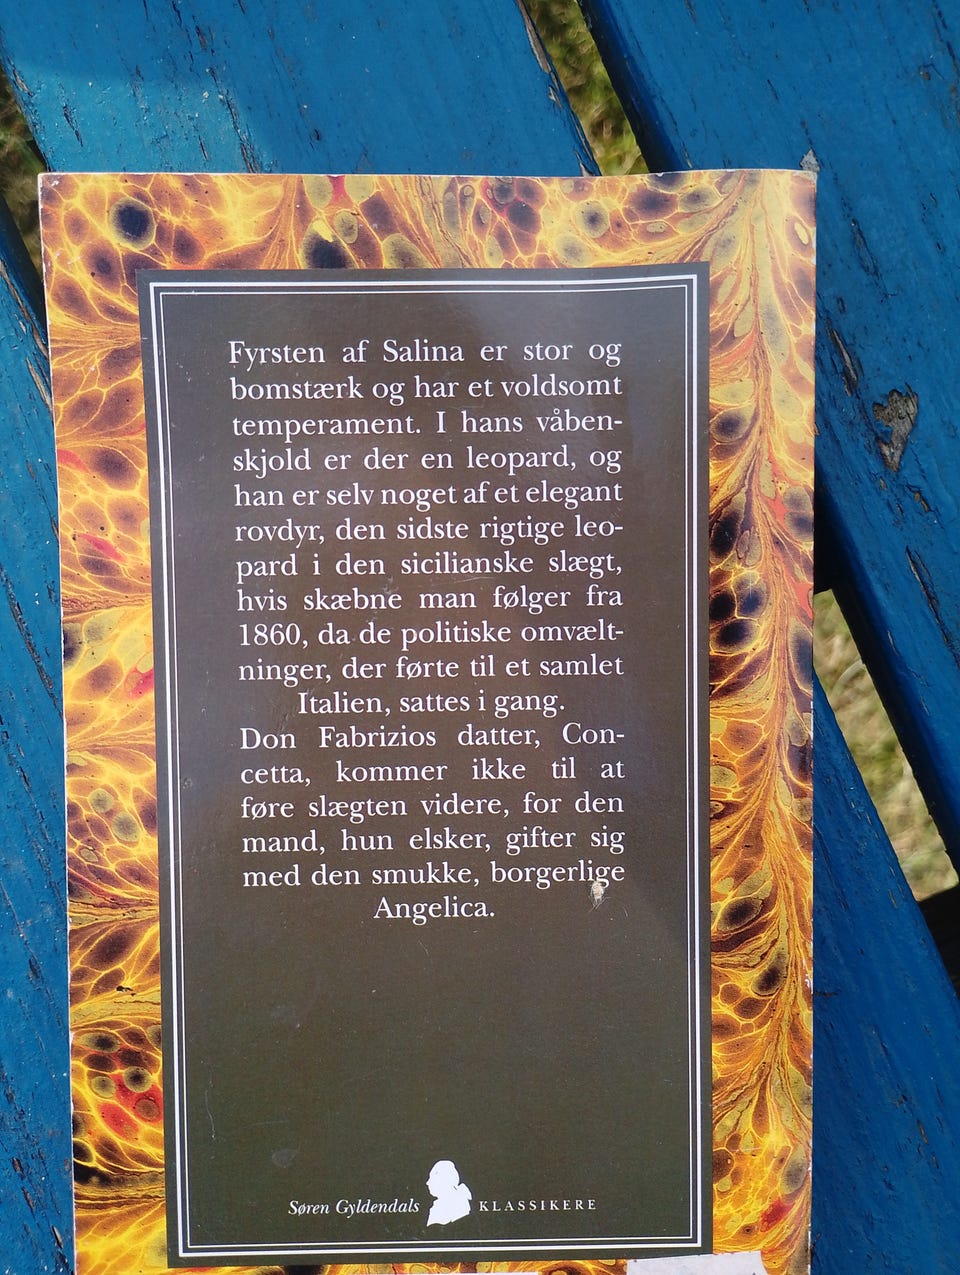 Fyrsten af Salina er stor og
bomstærk og har et voldsomt
temperament. I hans våben-
skjold er der en leopard, og
han er selv noget af et elegant
rovdyr, den sidste rigtige leo-
pard i den sicilianske slægt,
hvis skæbne man følger fra
1860, da de politiske omvælt-
ninger, der førte til et samlet
Italien, sattes i gang.
Don Fabrizios datter, Con-
cetta, kommer ikke til at
føre slægten videre, for den
mand, hun elsker, gifter sig
med den smukke, borgerlige
Angelica.
Søren Gyldendals KLASSIKERE